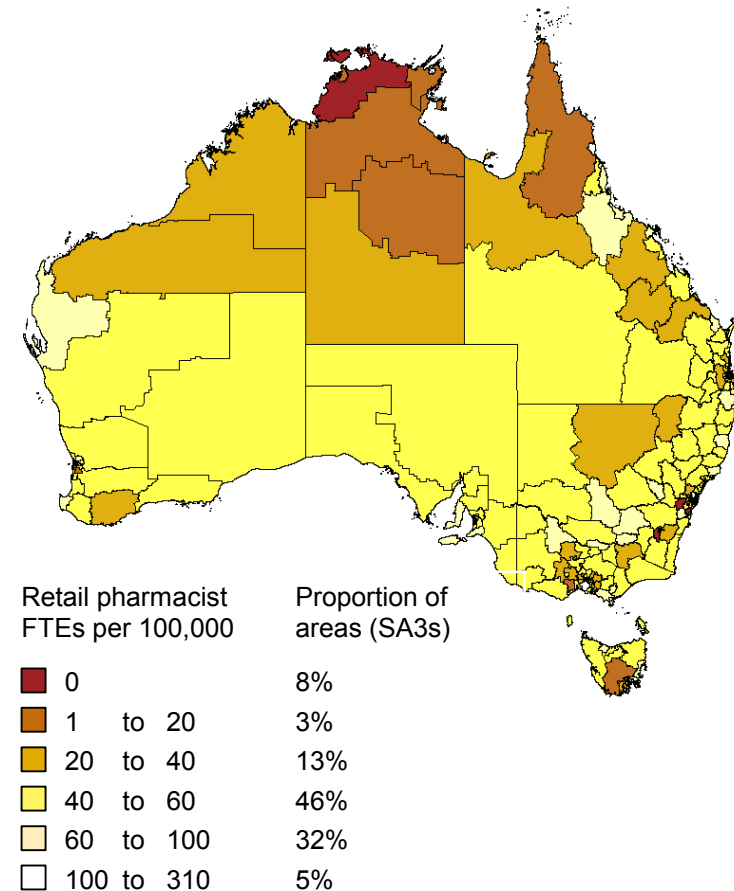 Retail pharmacist Proportion of
FTEs per 100,000 areas (SA3s)
0 8%
1 to 20 3%
20 to 40 13%
40 to 60 46%
60 to 100 32%
100 to 310 5%